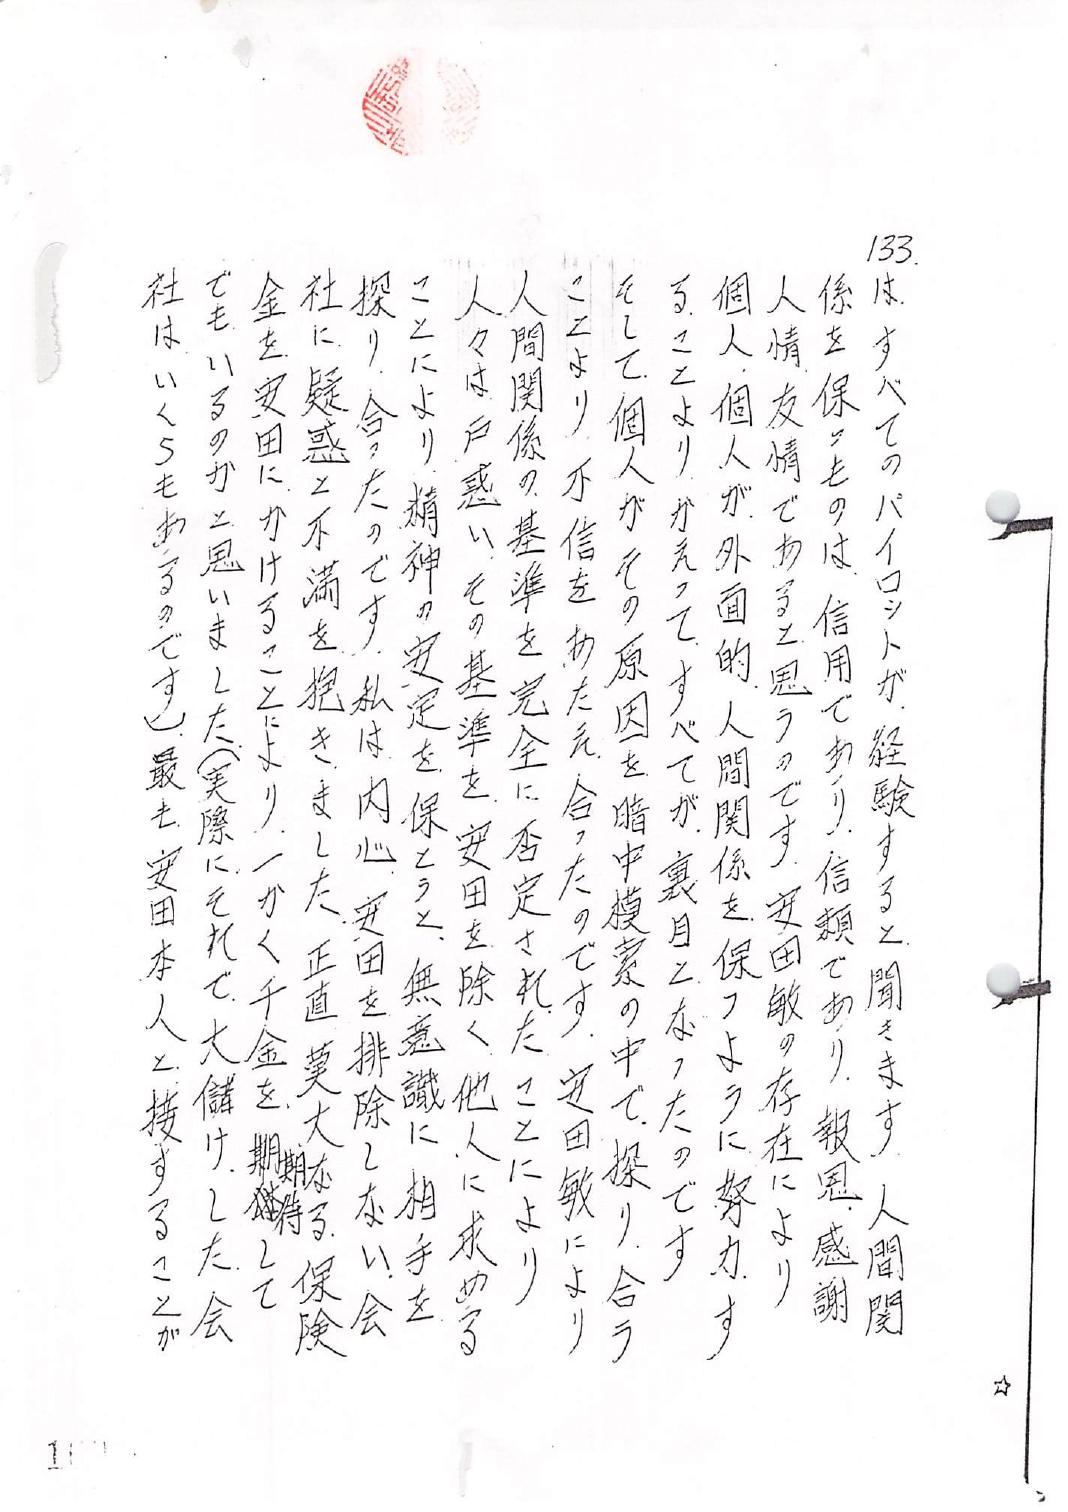 133.
は、すべてのパイロットが、経験すると、聞きます、人間関
係を保ツものは、信用であり、信頼であり、報恩、感謝
人情、友情であると思うのです、安田敏の存在により
個人、個人が、外面的、人間関係を、保つように、努力、す
ることより、かえって、すべてが、裏目となったのです
そして、個人がその原因を、暗中模索の中で、探り、合う
ことより、不信を、あたえ、合ったのです、安田敏により
人間関係の、基準を、完全に、否定された、ことにより
人々は、戸惑い、その基準を、安田を除く、他人に求める
ことにより、精神の安定を、保とうと、無意識に、相手を
探り、合ったのです、私は、内心、安田を排除しない、会
社に、疑惑と不満を、抱きました、正直、莫大なる、保険
金を、安田に、かけることにより、一かく千金を、期待して
でも、いるのかと思いました、(実際に、それで、大儲け、した、会
社は、いくらもあるのです)、最も、安田本人と、接することが
☆
1